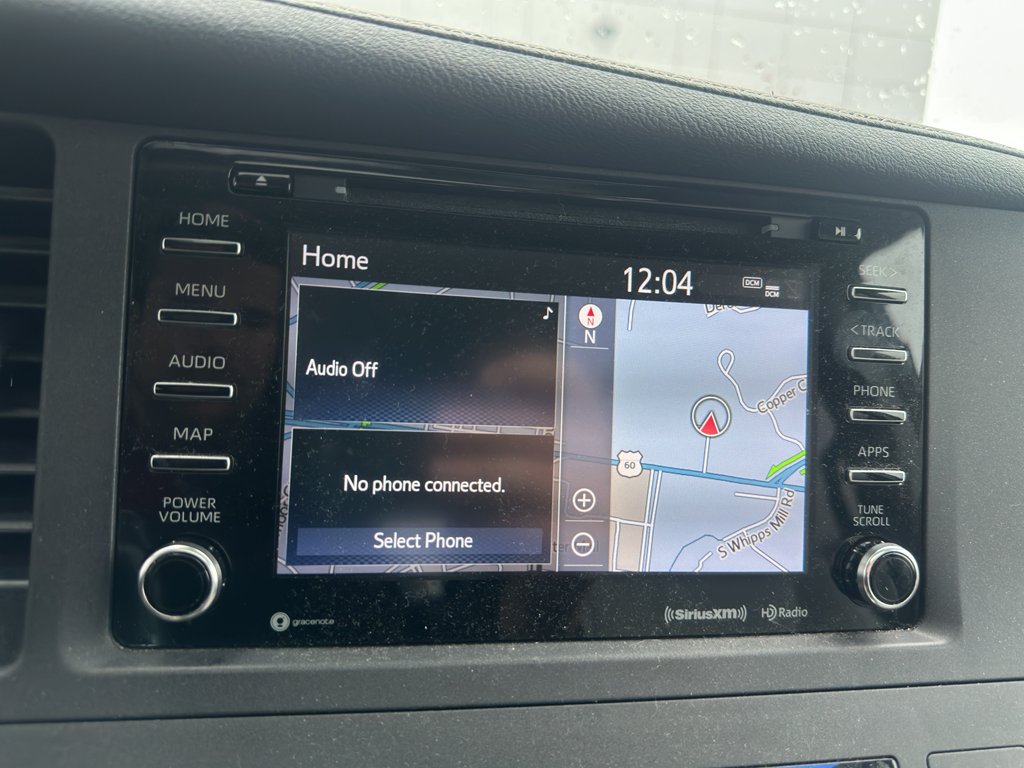 HOME
MENU
AUDIO
MAP
POWER
VOLUME
Home
12:04
DCM
DCM
Audio Off
No phone connected.
Select Phone
N
N
60
Copper C
S Whipps Mill Rd
SEEK >
< TRACK
PHONE
APPS
TUNE
SCROLL
gracenote
((SiriusXM))
HD Radio